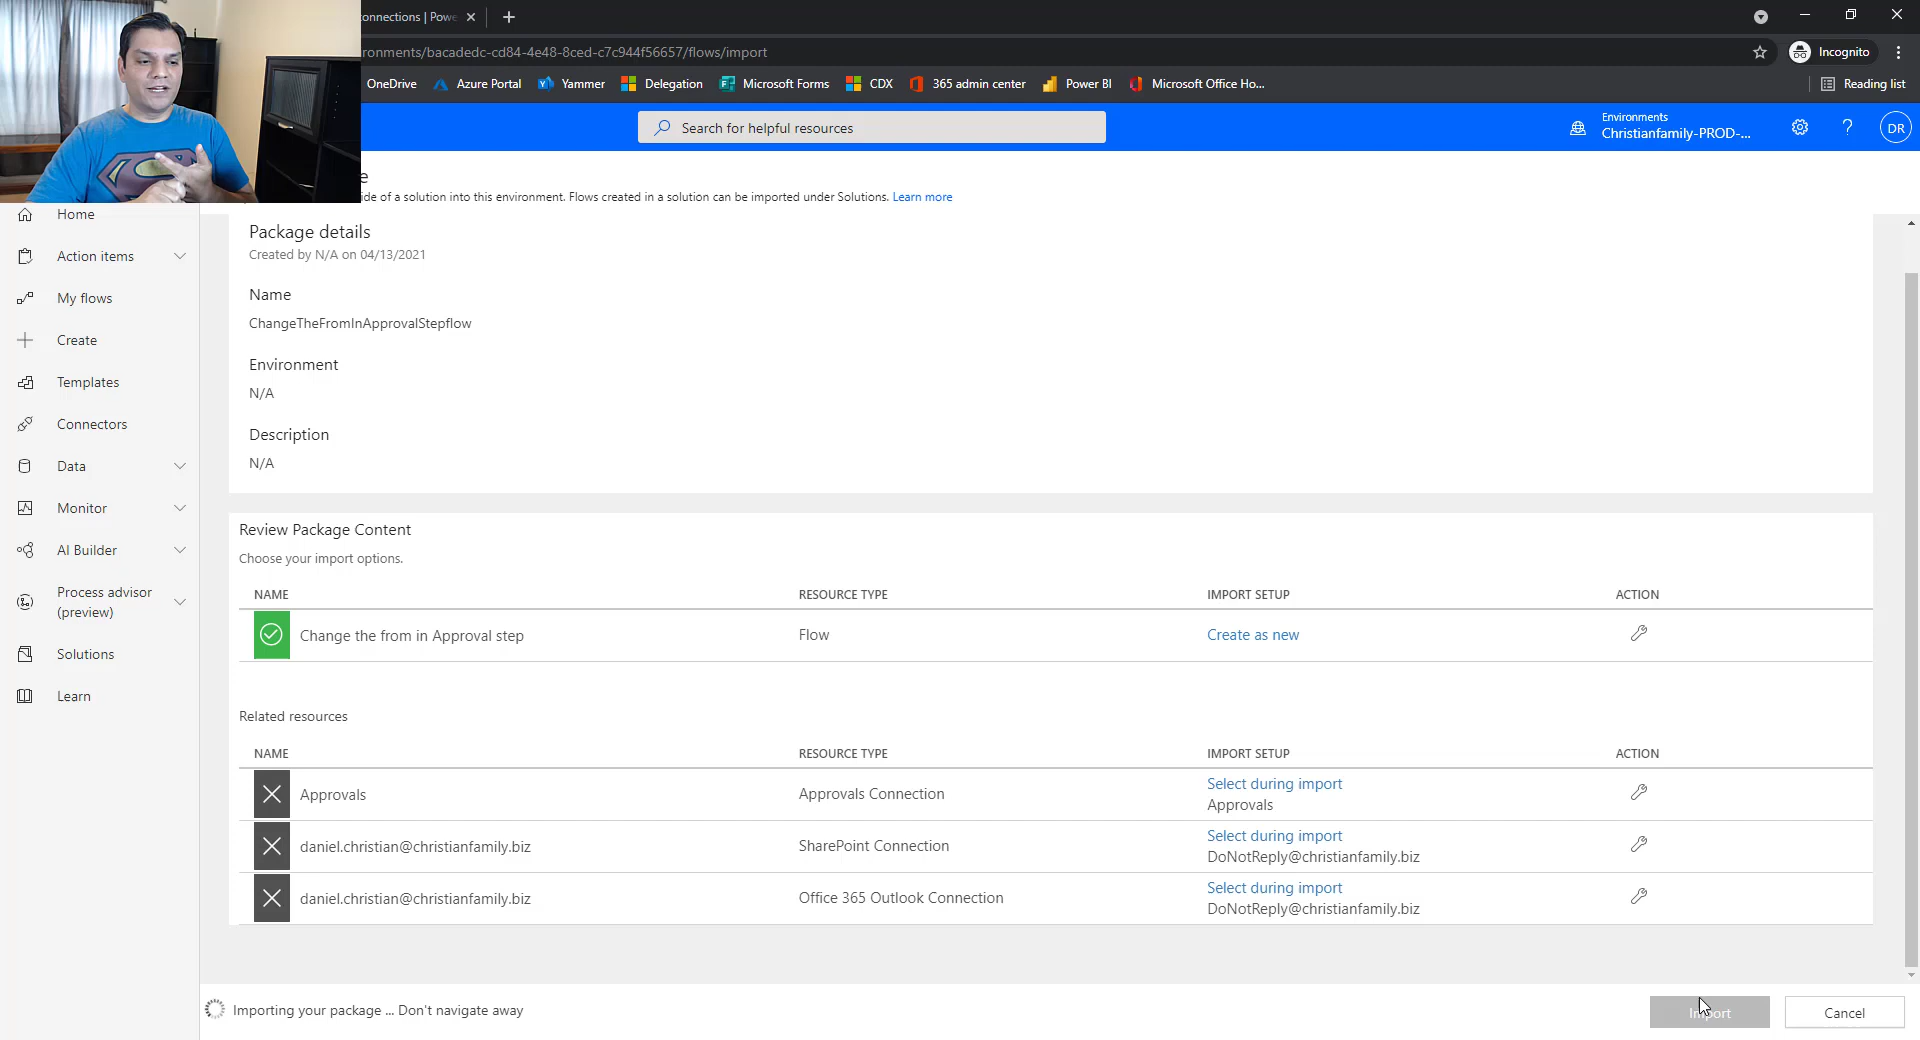 onnections | Powe
ronments/bacadedc-cd84-4e48-8ced-c7c944f56657/flows/import
Incognito
OneDrive Azure Portal Yammer Delegation Microsoft Forms CDX 365 admin center Power BI Microsoft Office Ho... Reading list
Search for helpful resources
Environments
Christianfamily-PROD-...
? DR
e
ide of a solution into this environment. Flows created in a solution can be imported under Solutions. Learn more
Home
Action items
My flows
Create
Templates
Connectors
Data
Monitor
AI Builder
Process advisor
(preview)
Solutions
Learn
Package details
Created by N/A on 04/13/2021
Name
ChangeTheFromInApprovalStepflow
Environment
N/A
Description
N/A
Review Package Content
Choose your import options.
NAME RESOURCE TYPE IMPORT SETUP ACTION
Change the from in Approval step Flow Create as new
Related resources
NAME RESOURCE TYPE IMPORT SETUP ACTION
Approvals Approvals Connection Select during import
Approvals
daniel.christian@christianfamily.biz SharePoint Connection Select during import
DoNotReply@christianfamily.biz
daniel.christian@christianfamily.biz Office 365 Outlook Connection Select during import
DoNotReply@christianfamily.biz
Importing your package ... Don't navigate away
Import Cancel